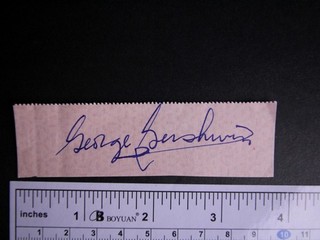 George Gershwin
inches 1 B BOYUAN 2 3 4
1 2 3 4 5 6 7 8 9 10 11